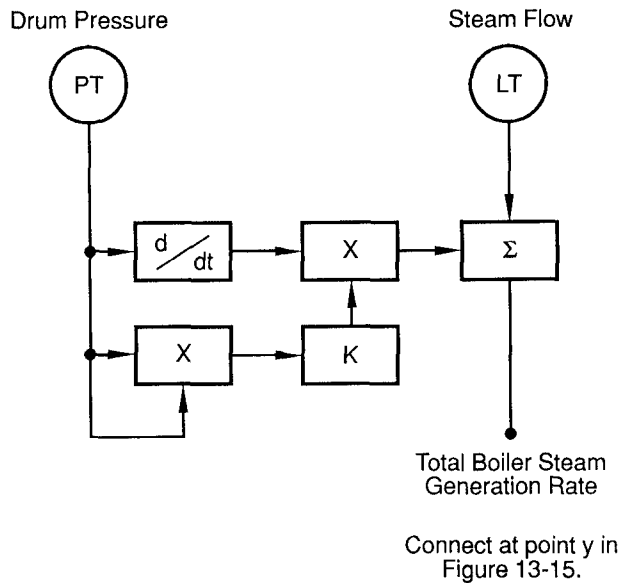 Drum Pressure
Steam Flow
PT
LT
d
dt
X
Σ
X
K
Total Boiler Steam
Generation Rate
Connect at point y in
Figure 13-15.